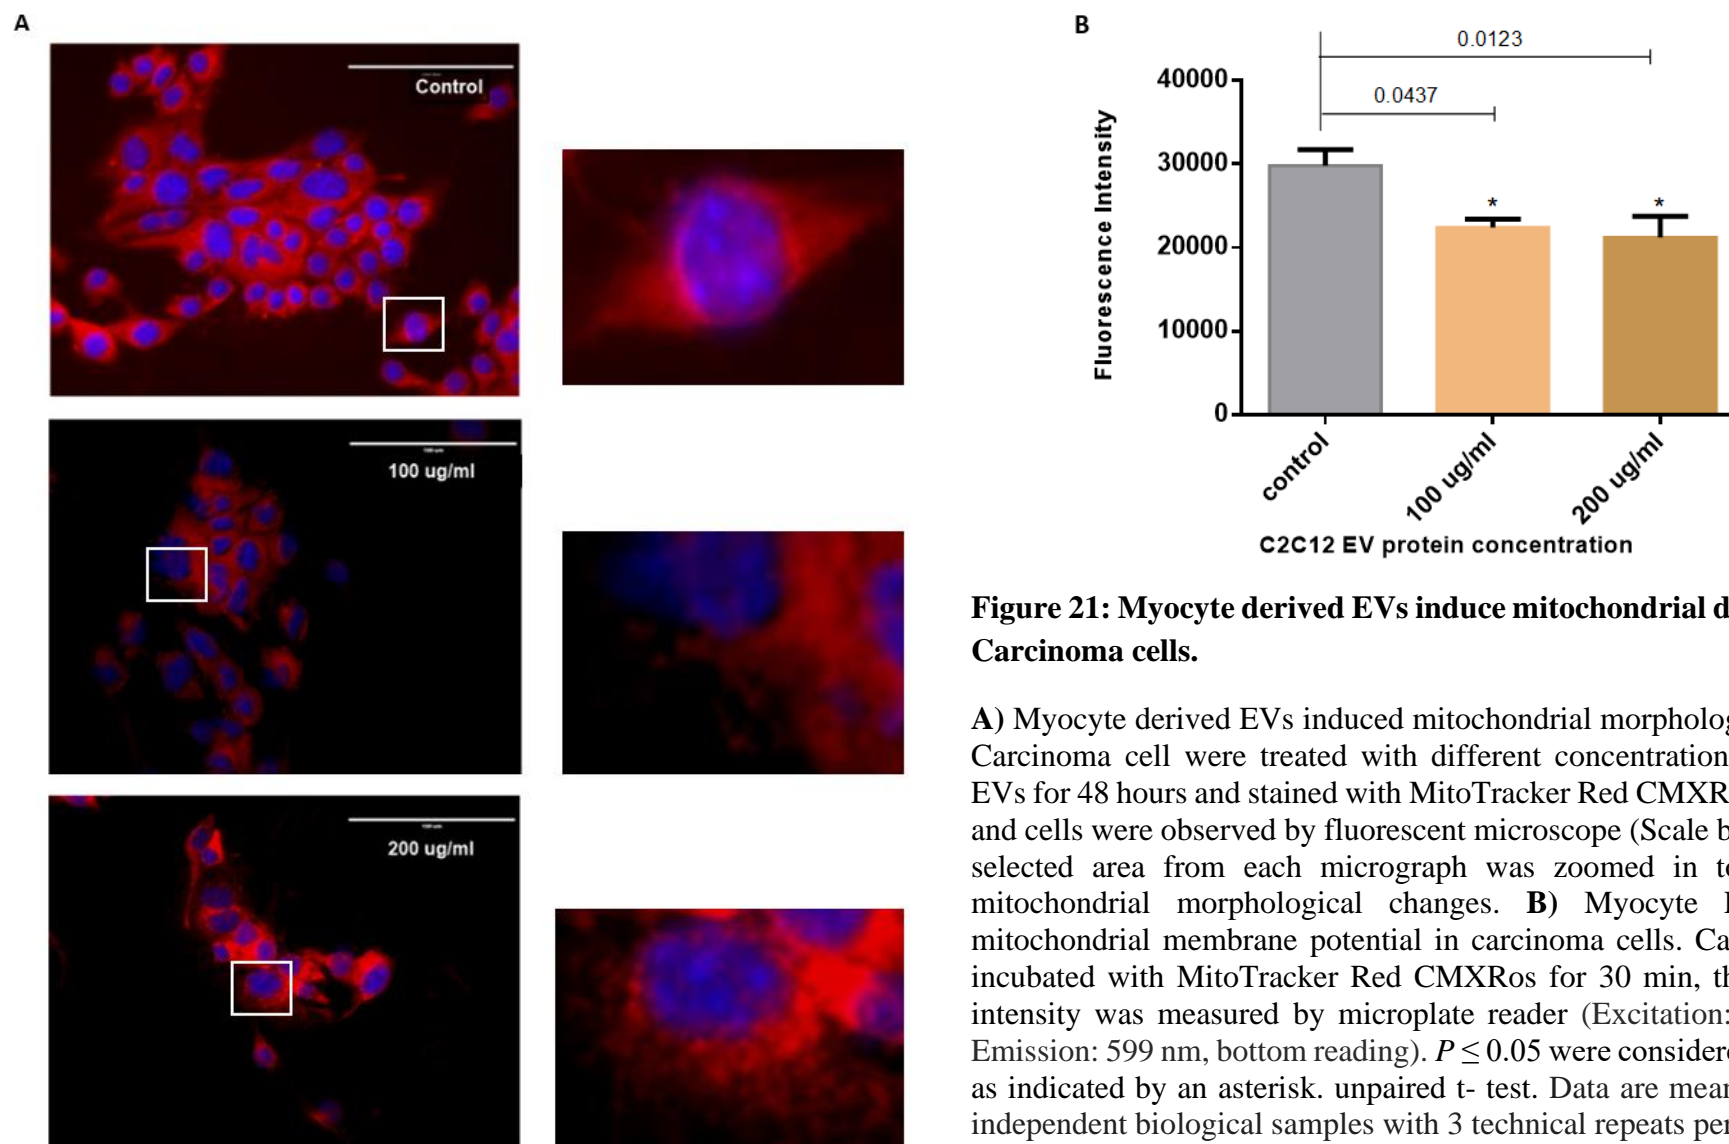 A
Control
100 ug/ml
200 ug/ml
B
0.0123
0.0437
40000
30000
20000
10000
0
Fluorescence Intensity
*
*
control
100 ug/ml
200 ug/ml
C2C12 EV protein concentration
Figure 21: Myocyte derived EVs induce mitochondrial d
Carcinoma cells.
A) Myocyte derived EVs induced mitochondrial morpholog
Carcinoma cell were treated with different concentration
EVs for 48 hours and stained with MitoTracker Red CMXR
and cells were observed by fluorescent microscope (Scale b
selected area from each micrograph was zoomed in to
mitochondrial morphological changes. B) Myocyte
mitochondrial membrane potential in carcinoma cells. Ca
incubated with MitoTracker Red CMXRos for 30 min, th
intensity was measured by microplate reader (Excitation:
Emission: 599 nm, bottom reading). P ≤ 0.05 were considere
as indicated by an asterisk. unpaired t- test. Data are mean
independent biological samples with 3 technical repeats per